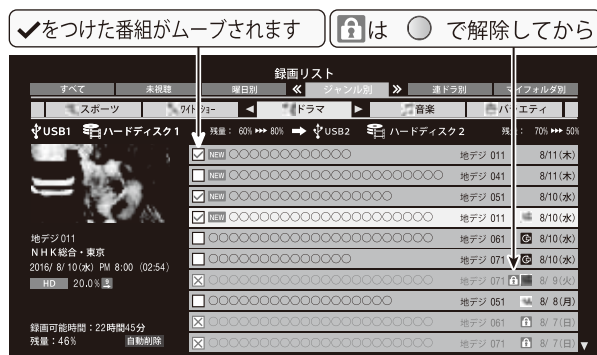 ✔をつけた番組がムーブされます
は ○ で解除してから
録画リスト
すべて 未視聴 曜日別 ≪ ジャンル別 ≫ 連ドラ別 マイフォルダ別
スポーツ ワイドショー ◀ ドラマ ▶ 音楽 バラエティ
USB1 ハードディスク1 残量: 60% ▸▸▸ 80% ➡ USB2 ハードディスク2 残量: 70% ▸▸▸ 50%
NEW ○○○○○○○○○○○○ 地デジ 011 8/11(木)
NEW ○○○○○○○○○○○○○○○○○○○○○ 地デジ 041 8/11(木)
NEW ○○○○○○○○○○○○○○○○ 地デジ 051 8/10(水)
NEW ○○○○○○○○○○○○○○○○○○○○ 地デジ 011 8/10(水)
○○○○○○○○○○○○○○○○○○○○○○ 地デジ 061 8/10(水)
○○○○○○○○○○○○○○○○○○○○○○ 地デジ 071 8/10(水)
○○○○○○○○○○○○○○○○○○○○○○ 地デジ 071 8/ 9(火)
○○○○○○○○○○○○○○○○○○ 地デジ 051 8/ 8(月)
○○○○○○○○○○○○○○○○○○○○○○ 地デジ 061 8/ 7(日)
○○○○○○○○○○○○○○○○○○○○○○ 地デジ 071 8/ 7(日)
地デジ011
NHK総合・東京
2016/ 8/10(水) PM 8:00 (02:54)
HD 20.0%
録画可能時間:22時間45分
残量:46% 自動削除